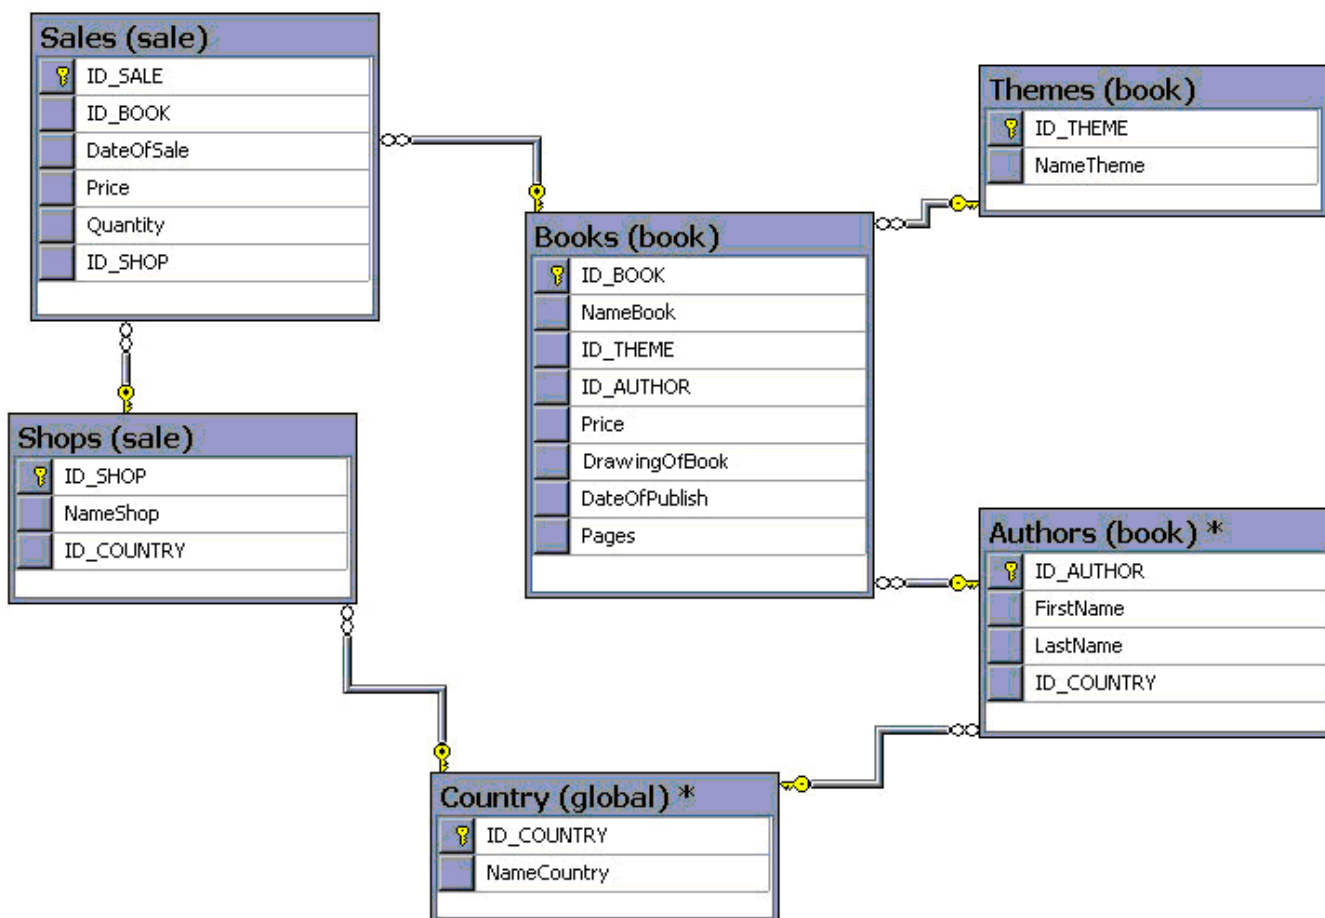 Sales (sale)
ID_SALE
ID_BOOK
DateOfSale
Price
Quantity
ID_SHOP
Themes (book)
ID_THEME
NameTheme
Books (book)
ID_BOOK
NameBook
ID_THEME
ID_AUTHOR
Price
DrawingOfBook
DateOfPublish
Pages
Shops (sale)
ID_SHOP
NameShop
ID_COUNTRY
Authors (book) *
ID_AUTHOR
FirstName
LastName
ID_COUNTRY
Country (global) *
ID_COUNTRY
NameCountry